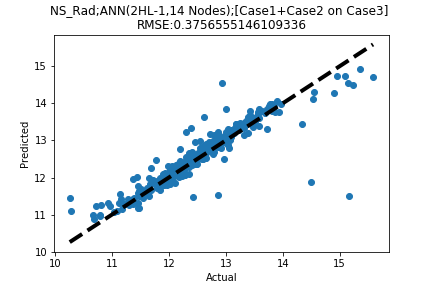 NS_Rad;ANN(2HL-1,14 Nodes);[Case1+Case2 on Case3]
RMSE:0.3756555146109336
15
14
13
12
11
10
Predicted
10 11 12 13 14 15
Actual